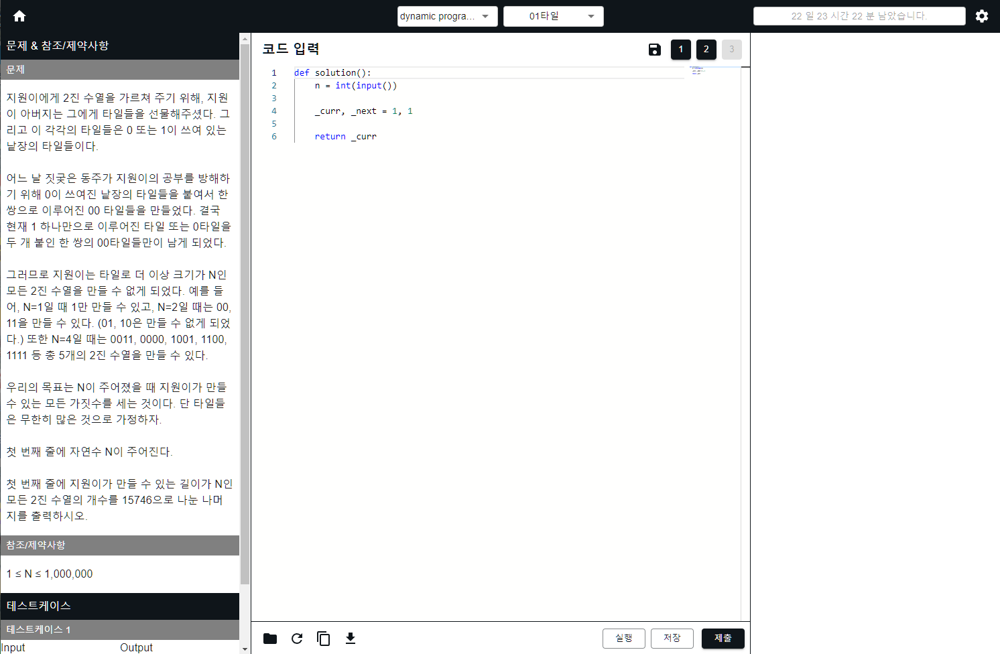 dynamic progra...
01타일
22 일 23 시간 22 분 남았습니다.
문제 & 참조/제약사항
문제
지원이에게 2진 수열을 가르쳐 주기 위해, 지원
이 아버지는 그에게 타일들을 선물해주셨다. 그
리고 이 각각의 타일들은 0 또는 1이 쓰여 있는
낱장의 타일들이다.
어느 날 짓궂은 동주가 지원이의 공부를 방해하
기 위해 0이 쓰여진 낱장의 타일들을 붙여서 한
쌍으로 이루어진 00 타일들을 만들었다. 결국
현재 1 하나만으로 이루어진 타일 또는 0타일을
두 개 붙인 한 쌍의 00타일들만이 남게 되었다.
그러므로 지원이는 타일로 더 이상 크기가 N인
모든 2진 수열을 만들 수 없게 되었다. 예를 들
어, N=1일 때 1만 만들 수 있고, N=2일 때는 00,
11을 만들 수 있다. (01, 10은 만들 수 없게 되었
다.) 또한 N=4일 때는 0011, 0000, 1001, 1100,
1111 등 총 5개의 2진 수열을 만들 수 있다.
우리의 목표는 N이 주어졌을 때 지원이가 만들
수 있는 모든 가짓수를 세는 것이다. 단 타일들
은 무한히 많은 것으로 가정하자.
첫 번째 줄에 자연수 N이 주어진다.
첫 번째 줄에 지원이가 만들 수 있는 길이가 N인
모든 2진 수열의 개수를 15746으로 나눈 나머
지를 출력하시오.
참조/제약사항
1 ≤ N ≤ 1,000,000
테스트케이스
테스트케이스 1
Input Output
코드 입력
1 2 3
1 def solution():
2 n = int(input())
3
4 _curr, _next = 1, 1
5
6 return _curr
실행 저장 제출